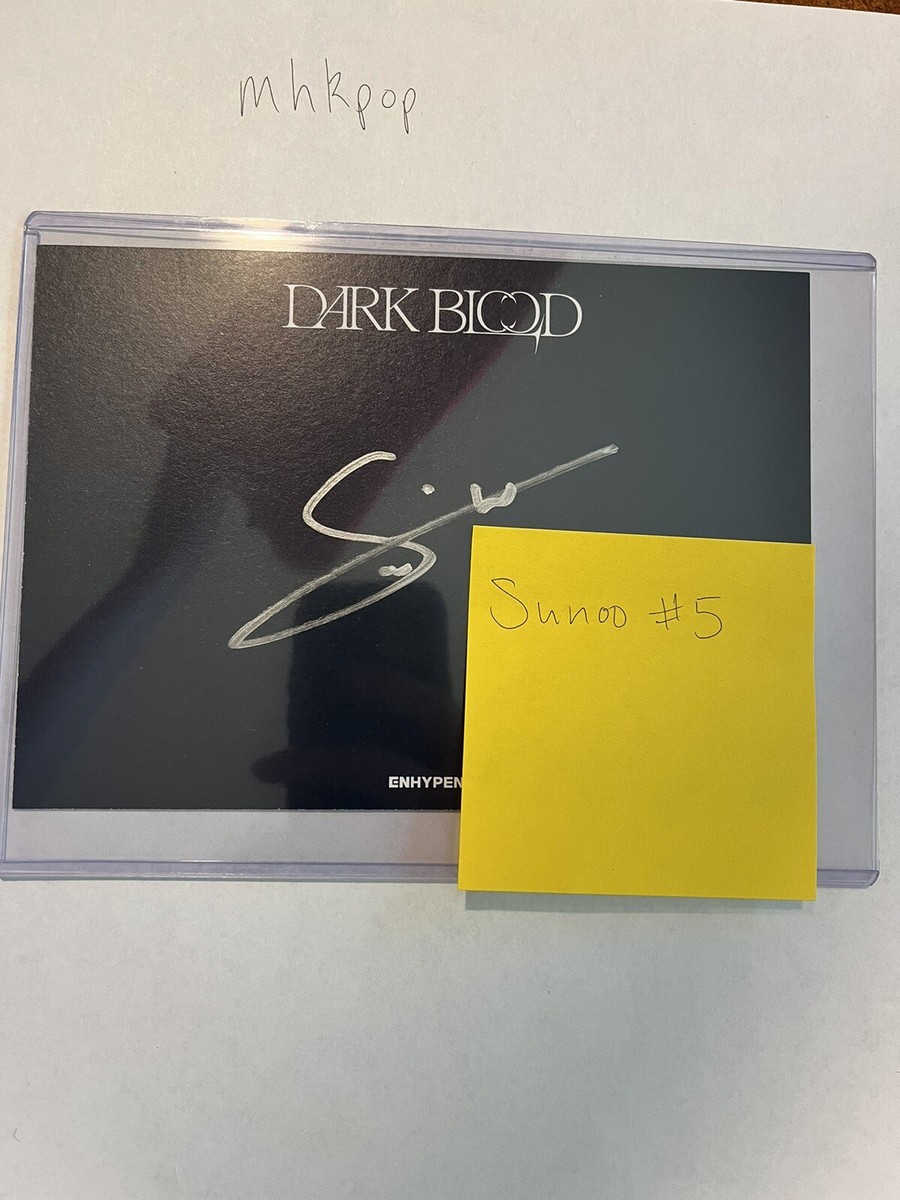 mhkpop
DARK BLOOD
Sunoo #5
ENHYPEN